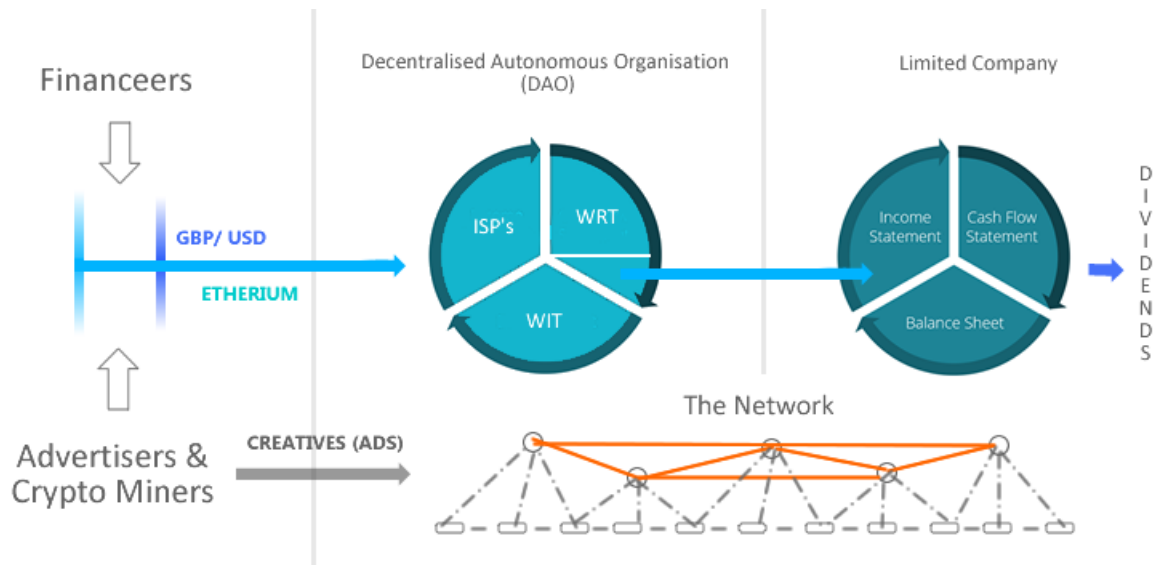 Financeers
GBP/ USD
ETHERIUM
Advertisers &
Crypto Miners
CREATIVES (ADS)
Decentralised Autonomous Organisation
(DAO)
ISP's
WRT
WIT
Limited Company
Income
Statement
Cash Flow
Statement
Balance Sheet
DIVIDENDS
The Network